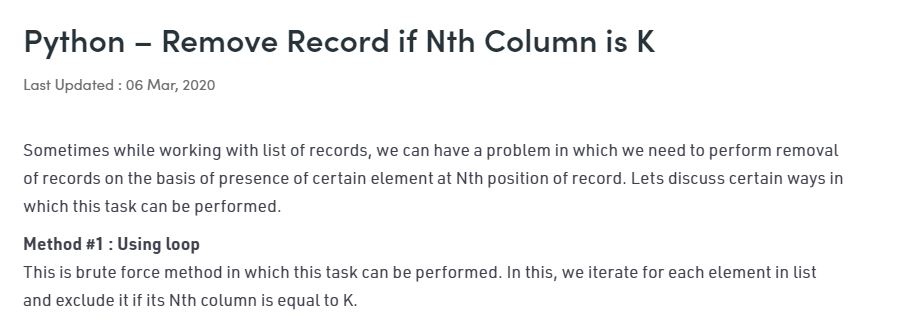 Python – Remove Record if Nth Column is K
Last Updated : 06 Mar, 2020
Sometimes while working with list of records, we can have a problem in which we need to perform removal
of records on the basis of presence of certain element at Nth position of record. Lets discuss certain ways in
which this task can be performed.
Method #1 : Using loop
This is brute force method in which this task can be performed. In this, we iterate for each element in list
and exclude it if its Nth column is equal to K.